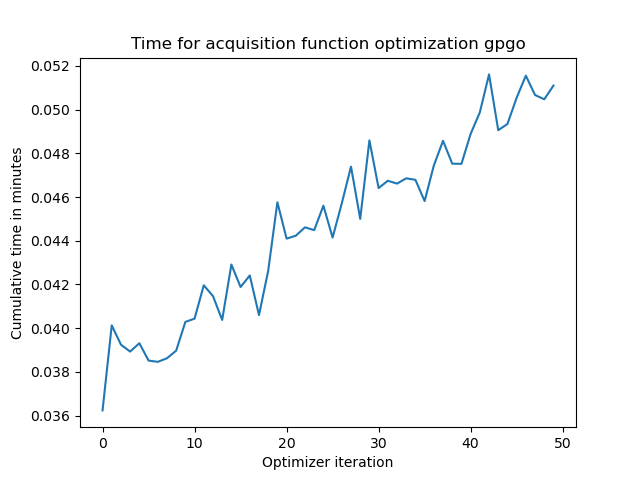 Time for acquisition function optimization gpgo
0.052
0.050
0.048
0.046
0.044
0.042
0.040
0.038
0.036
Cumulative time in minutes
0 10 20 30 40 50
Optimizer iteration